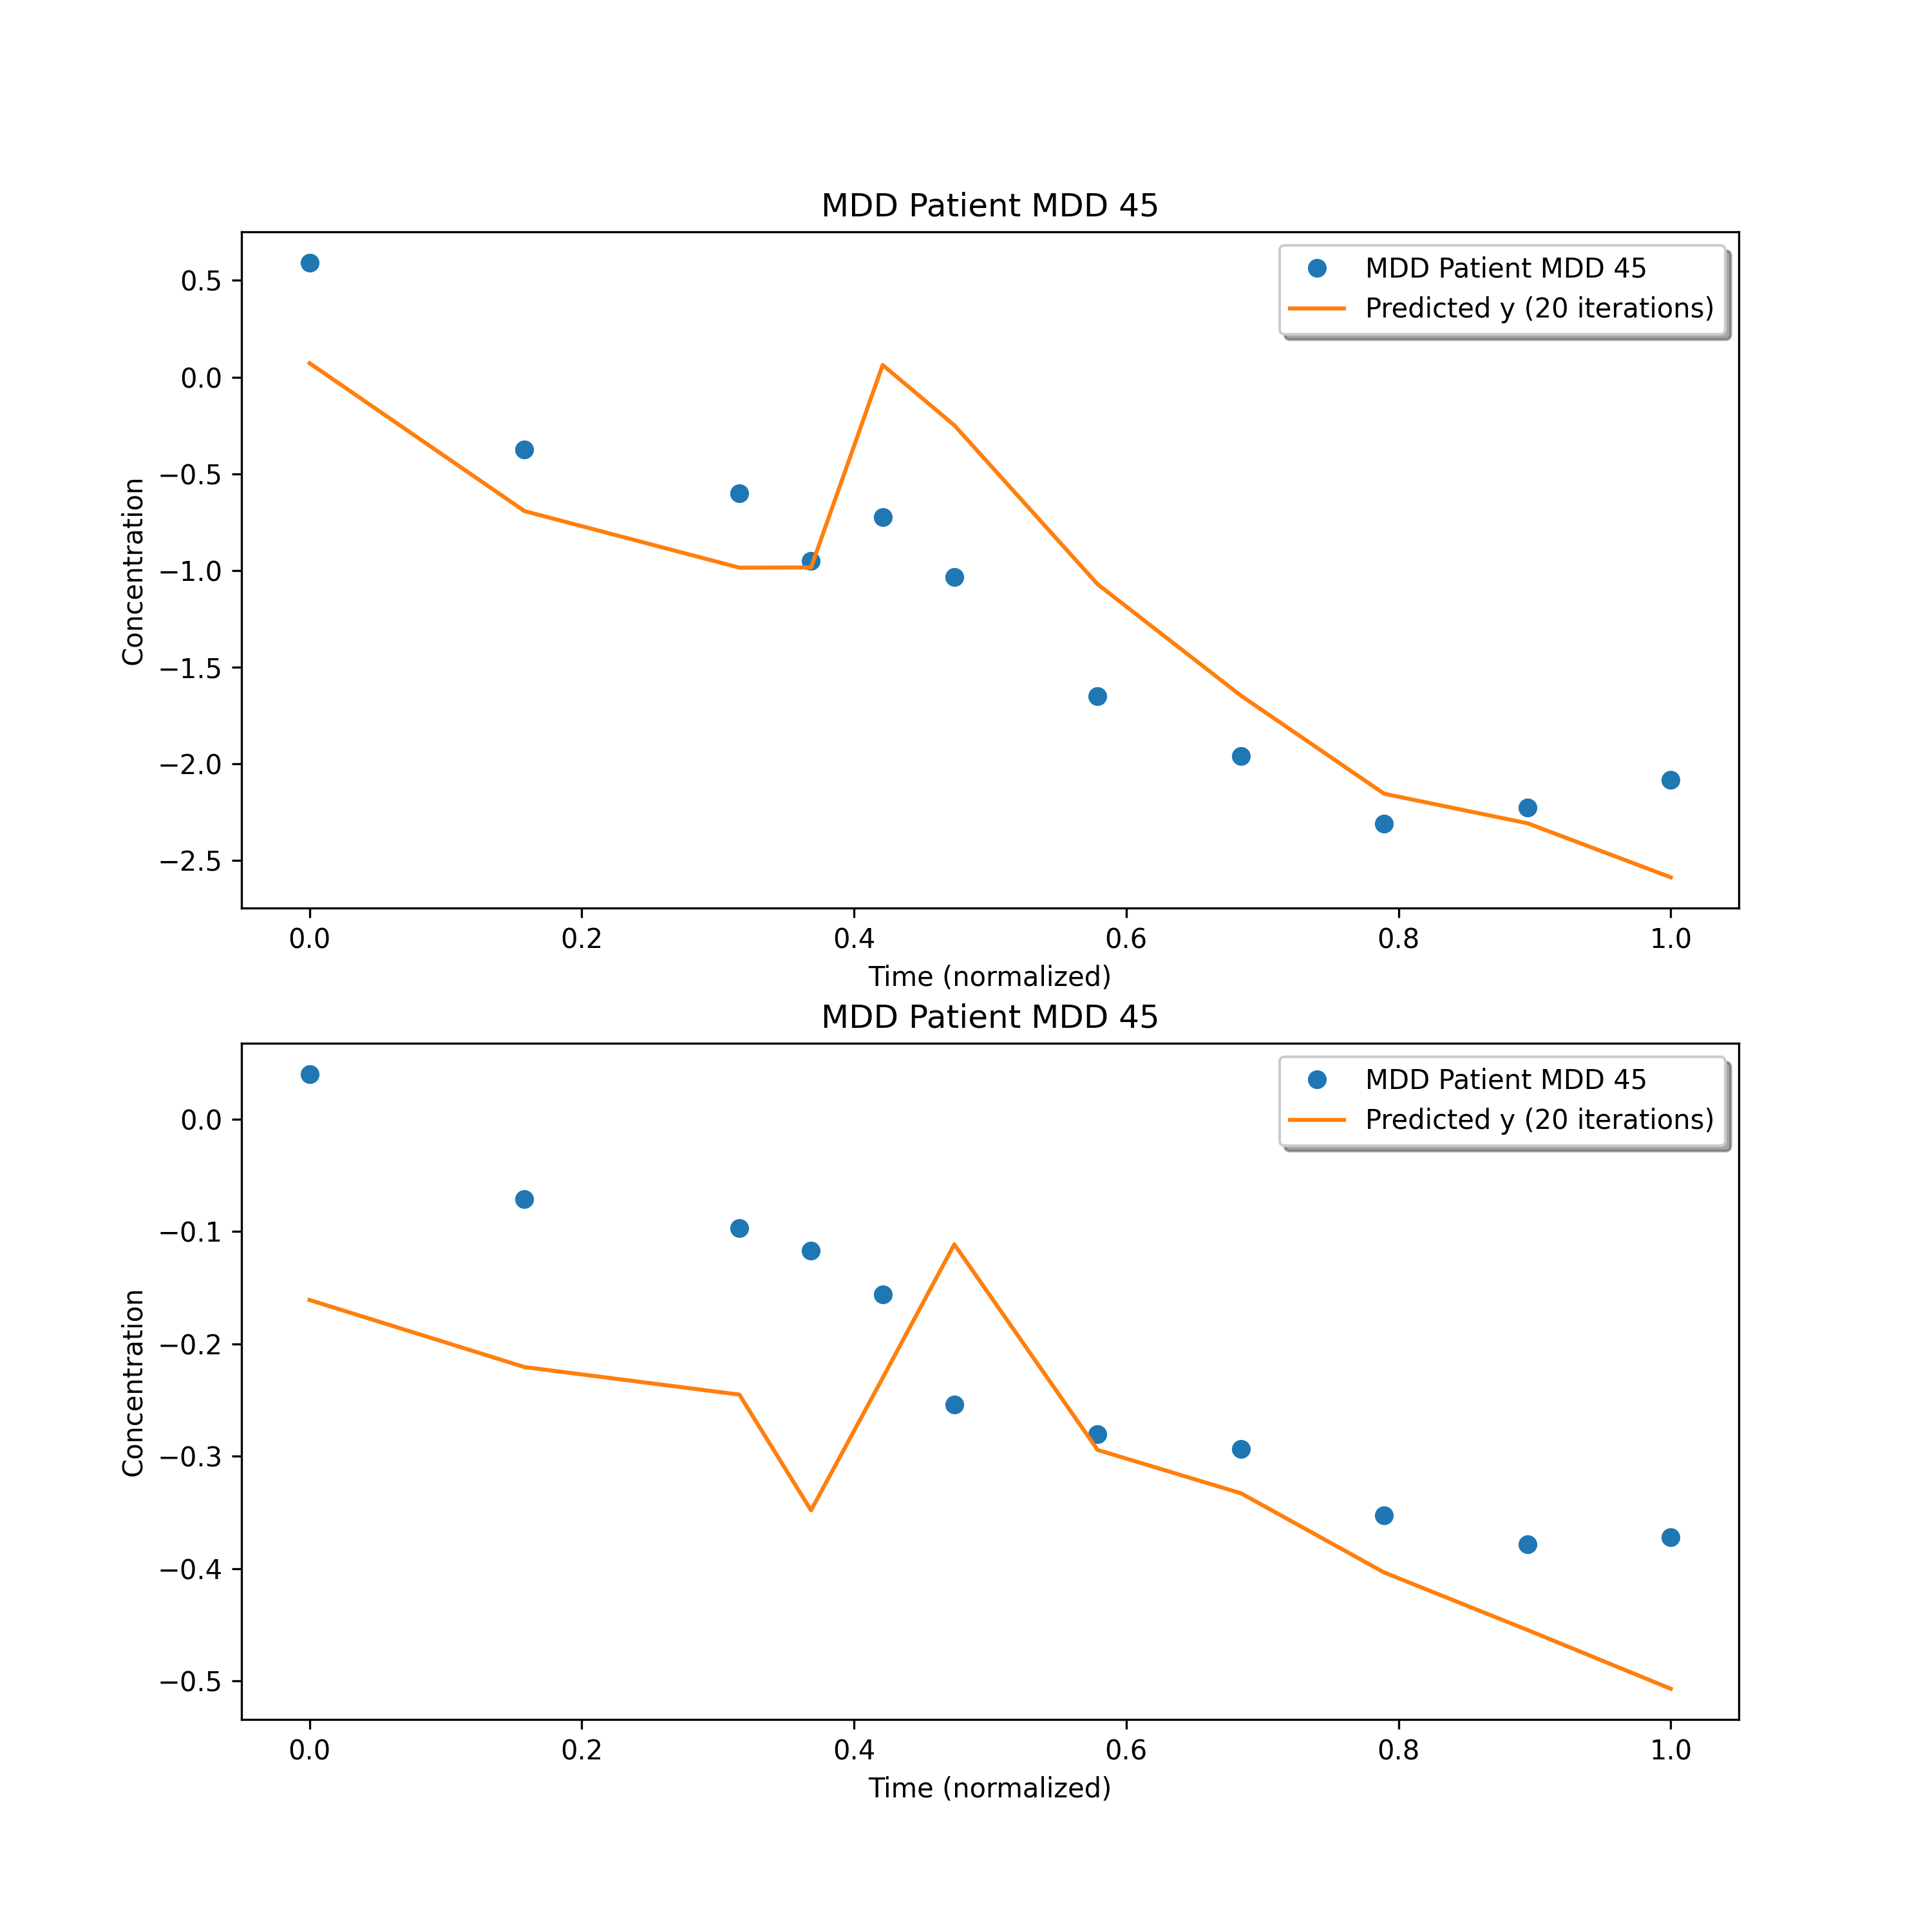 MDD Patient MDD 45
MDD Patient MDD 45
Predicted y (20 iterations)
0.5
0.0
−0.5
−1.0
−1.5
−2.0
−2.5
Concentration
0.0 0.2 0.4 0.6 0.8 1.0
Time (normalized)
MDD Patient MDD 45
MDD Patient MDD 45
Predicted y (20 iterations)
0.0
−0.1
−0.2
−0.3
−0.4
−0.5
Concentration
0.0 0.2 0.4 0.6 0.8 1.0
Time (normalized)